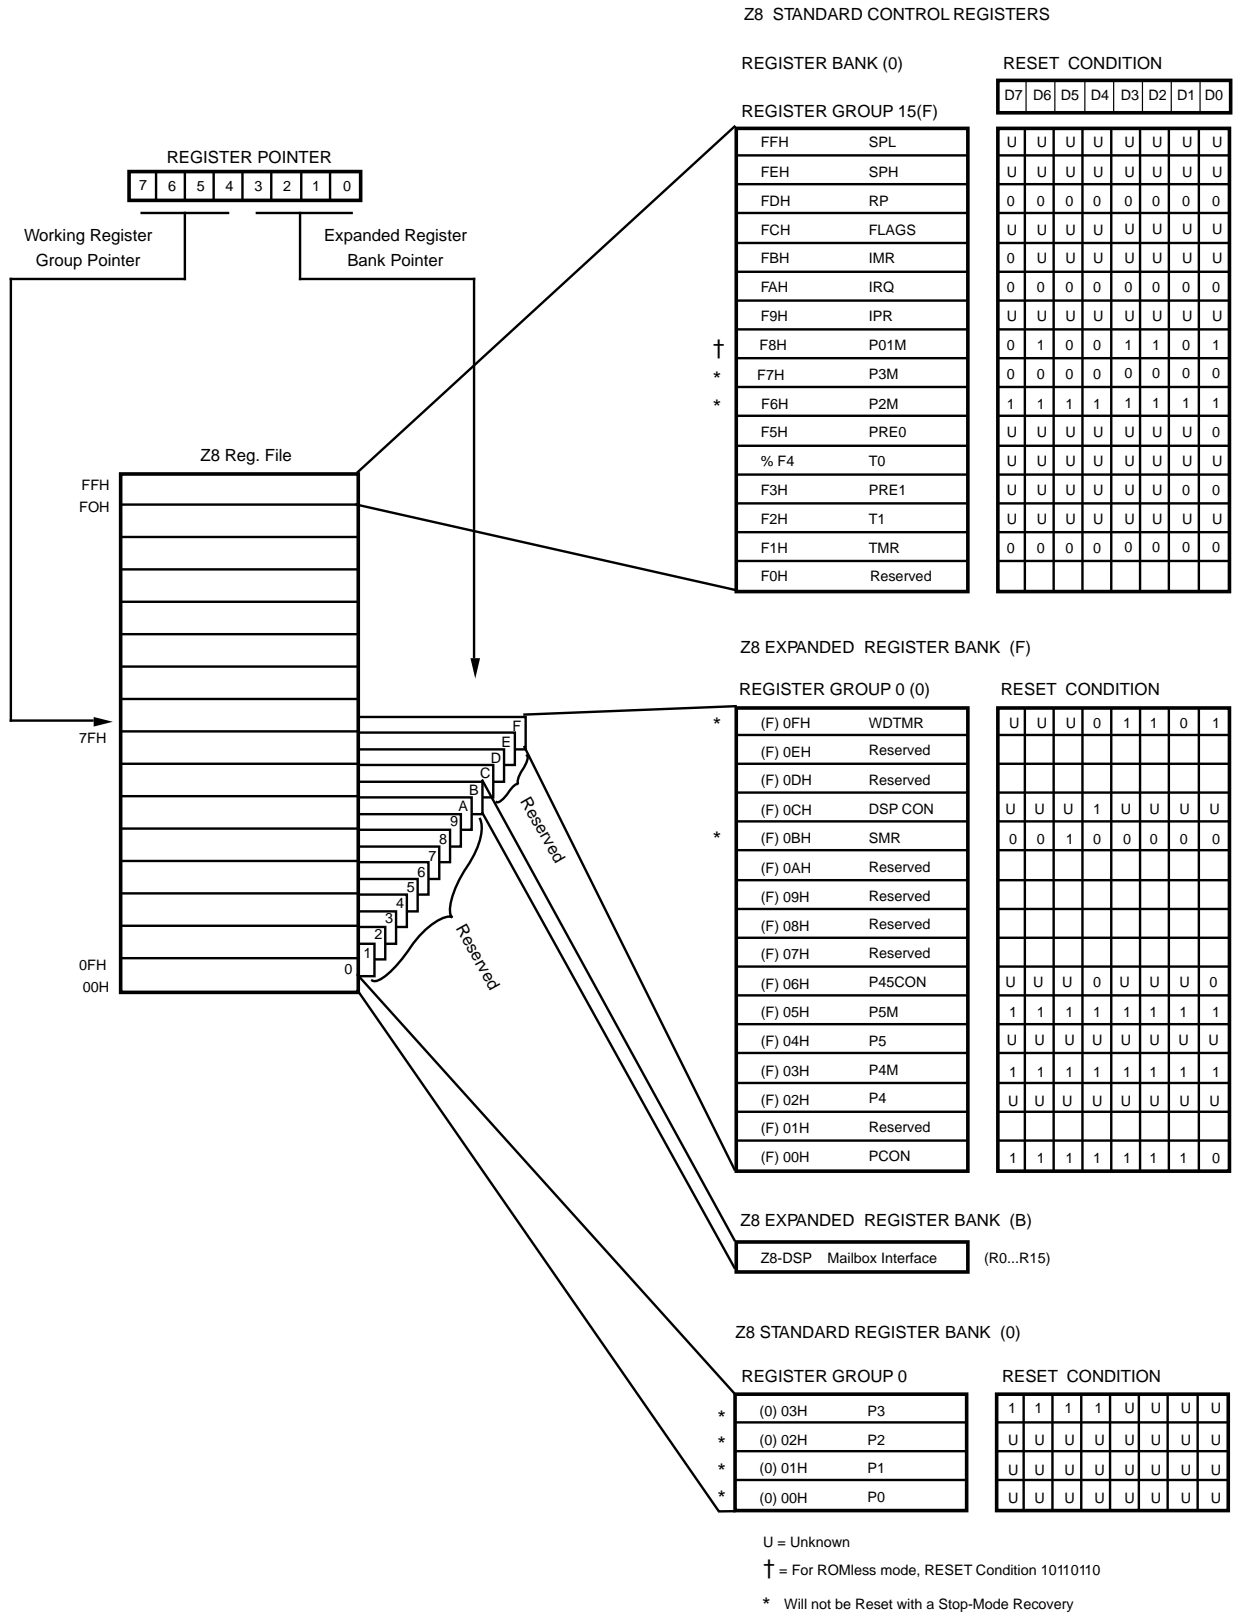 Z8 STANDARD CONTROL REGISTERS
REGISTER BANK (0) RESET CONDITION
D7 D6 D5 D4 D3 D2 D1 D0
REGISTER GROUP 15(F)
FFH SPL U U U U U U U U
FEH SPH U U U U U U U U
FDH RP 0 0 0 0 0 0 0 0
FCH FLAGS U U U U U U U U
FBH IMR 0 U U U U U U U
FAH IRQ 0 0 0 0 0 0 0 0
F9H IPR U U U U U U U U
† F8H P01M 0 1 0 0 1 1 0 1
* F7H P3M 0 0 0 0 0 0 0 0
* F6H P2M 1 1 1 1 1 1 1 1
F5H PRE0 U U U U U U U 0
% F4 T0 U U U U U U U U
F3H PRE1 U U U U U U 0 0
F2H T1 U U U U U U U U
F1H TMR 0 0 0 0 0 0 0 0
F0H Reserved
REGISTER POINTER
7 6 5 4 3 2 1 0
Working Register
Group Pointer
Expanded Register
Bank Pointer
Z8 Reg. File
FFH
FOH
7FH
0FH
00H
F
E
D
C
B
A
9
8
7
6
5
4
3
2
1
0
Reserved
Reserved
Z8 EXPANDED REGISTER BANK (F)
REGISTER GROUP 0 (0) RESET CONDITION
* (F) 0FH WDTMR U U U 0 1 1 0 1
(F) 0EH Reserved
(F) 0DH Reserved
(F) 0CH DSP CON U U U 1 U U U U
* (F) 0BH SMR 0 0 1 0 0 0 0 0
(F) 0AH Reserved
(F) 09H Reserved
(F) 08H Reserved
(F) 07H Reserved
(F) 06H P45CON U U U 0 U U U 0
(F) 05H P5M 1 1 1 1 1 1 1 1
(F) 04H P5 U U U U U U U U
(F) 03H P4M 1 1 1 1 1 1 1 1
(F) 02H P4 U U U U U U U U
(F) 01H Reserved
(F) 00H PCON 1 1 1 1 1 1 1 0
Z8 EXPANDED REGISTER BANK (B)
Z8-DSP Mailbox Interface (R0...R15)
Z8 STANDARD REGISTER BANK (0)
REGISTER GROUP 0 RESET CONDITION
* (0) 03H P3 1 1 1 1 U U U U
* (0) 02H P2 U U U U U U U U
* (0) 01H P1 U U U U U U U U
* (0) 00H P0 U U U U U U U U
U = Unknown
† = For ROMless mode, RESET Condition 10110110
* Will not be Reset with a Stop-Mode Recovery